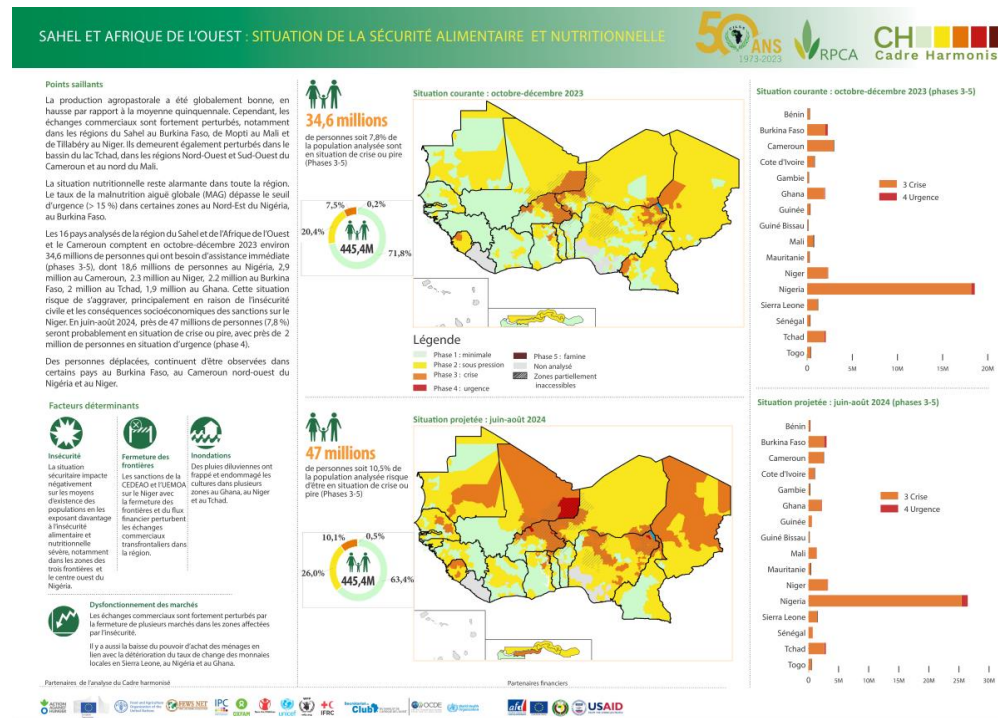 SAHEL ET AFRIQUE DE L'OUEST : SITUATION DE LA SÉCURITÉ ALIMENTAIRE ET NUTRITIONNELLE
50 ANS
1973-2023
RPCA
CH
Cadre Harmonis
Points saillants
La production agropastorale a été globalement bonne, en
hausse par rapport à la moyenne quinquennale. Cependant, les
échanges commerciaux sont fortement perturbés, notamment
dans les régions du Sahel au Burkina Faso, de Mopti au Mali et
de Tillabéry au Niger. Ils demeurent également perturbés dans le
bassin du lac Tchad, dans les régions Nord-Ouest et Sud-Ouest du
Cameroun et au nord du Mali.
La situation nutritionnelle reste alarmante dans toute la région.
Le taux de la malnutrition aiguë globale (MAG) dépasse le seuil
d'urgence (> 15 %) dans certaines zones au Nord-Est du Nigéria,
au Burkina Faso.
Les 16 pays analysés de la région du Sahel et de l'Afrique de l'Ouest
et le Cameroun comptent en octobre-décembre 2023 environ
34,6 millions de personnes qui ont besoin d'assistance immédiate
(phases 3-5), dont 18,6 millions de personnes au Nigéria, 2,9
million au Cameroun, 2.3 million au Niger, 2.2 million au Burkina
Faso, 2 million au Tchad, 1,9 million au Ghana. Cette situation
risque de s'aggraver, principalement en raison de l'insécurité
civile et les conséquences socioéconomiques des sanctions sur le
Niger. En juin-août 2024, près de 47 millions de personnes (7,8 %)
seront probablement en situation de crise ou pire, avec près de 2
million de personnes en situation d'urgence (phase 4).
Des personnes déplacées, continuent d'être observées dans
certains pays au Burkina Faso, au Cameroun nord-ouest du
Nigéria et au Niger.
Facteurs déterminants
Insécurité
La situation
sécuritaire impacte
négativement
sur les moyens
d'existence des
populations en les
exposant davantage
à l'insécurité
alimentaire et
nutritionnelle
sévère, notamment
dans les zones des
trois frontières et
le centre ouest du
Nigéria.
Fermeture des
frontières
Les sanctions de la
CEDEAO et l'UEMOA
sur le Niger avec
la fermeture des
frontières et du flux
financier perturbent
les échanges
commerciaux
transfrontaliers dans
la région.
Inondations
Des pluies diluviennes ont
frappé et endommagé les
cultures dans plusieurs
zones au Ghana, au Niger
et au Tchad.
Dysfonctionnement des marchés
Les échanges commerciaux sont fortement perturbés par
la fermeture de plusieurs marchés dans les zones affectées
par l'insécurité.
Il y a aussi la baisse du pouvoir d'achat des ménages en
lien avec la détérioration du taux de change des monnaies
locales en Sierra Leone, au Nigéria et au Ghana.
34,6 millions
de personnes soit 7,8% de
la population analysée sont
en situation de crise ou pire
(Phases 3-5)
7,5%
0,2%
20,4%
445,4M
71,8%
Situation courante : octobre-décembre 2023
Légende
Phase 1 : minimale
Phase 2 : sous pression
Phase 3 : crise
Phase 4 : urgence
Phase 5 : famine
Non analysé
Zones partiellement
inaccessibles
47 millions
de personnes soit 10,5% de
la population analysée risque
d'être en situation de crise ou
pire (Phases 3-5)
10,1%
0,5%
26,0%
445,4M
63,4%
Situation projetée : juin-août 2024
Situation courante : octobre-décembre 2023 (phases 3-5)
Bénin
Burkina Faso
Cameroun
Cote d'Ivoire
Gambie
Ghana
Guinée
Guiné Bissau
Mali
Mauritanie
Niger
Nigeria
Sierra Leone
Sénégal
Tchad
Togo
3 Crise
4 Urgence
0 5M 10M 15M 20M
Situation projetée : juin-août 2024 (phases 3-5)
Bénin
Burkina Faso
Cameroun
Cote d'Ivoire
Gambie
Ghana
Guinée
Guiné Bissau
Mali
Mauritanie
Niger
Nigeria
Sierra Leone
Sénégal
Tchad
Togo
3 Crise
4 Urgence
0 5M 10M 15M 20M 25M 30M
Partenaires de l'analyse du Cadre harmonisé
Partenaires financiers
ACTION
AGAINST
HUNGER
Food and Agriculture
Organization of the
United Nations
FEWS NET
IPC
OXFAM
unicef
WFP
IFRC
Club
OCDE
World Health
Organization
afd
USAID